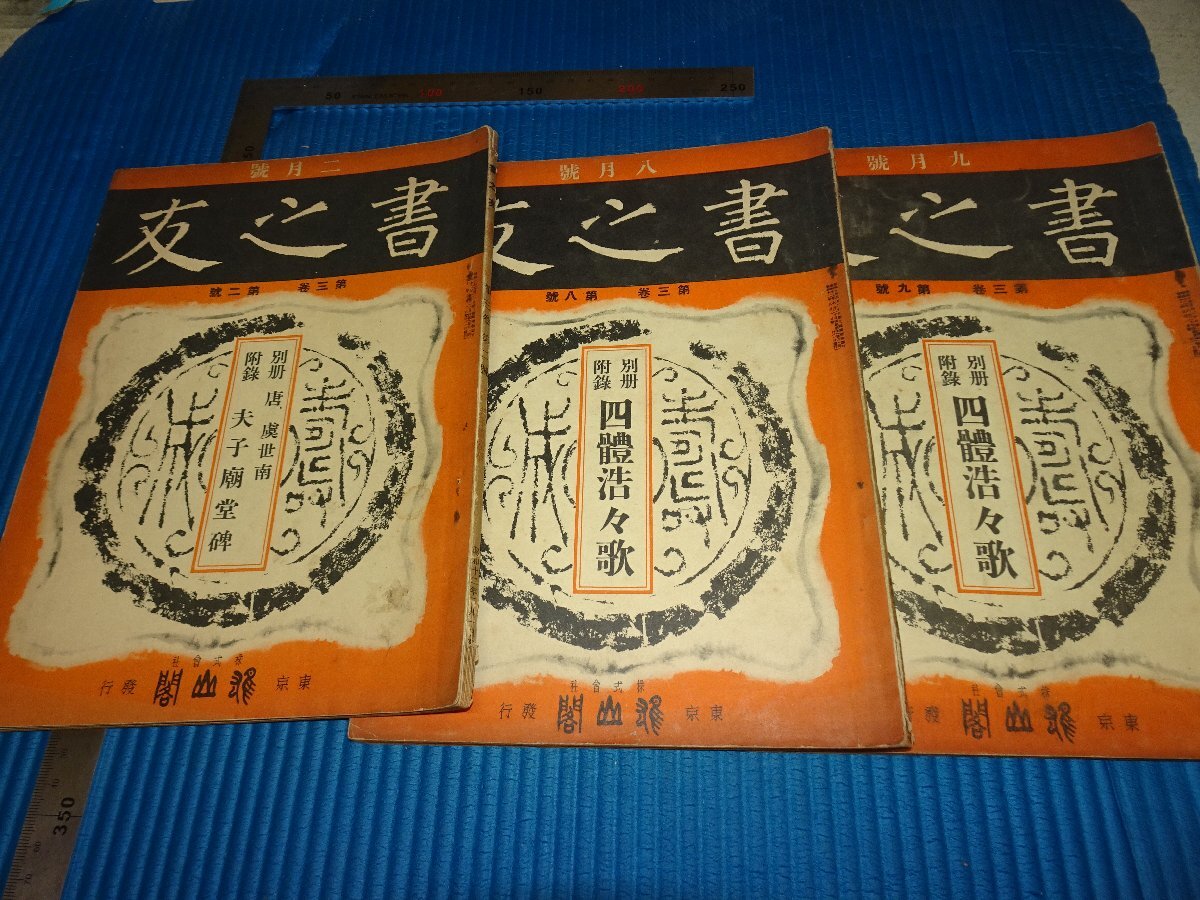 二月號
書之友
第三卷 第二號
別册附錄
唐 虞世南
夫子廟堂碑
東京
株式會社
雄山閣
發行
八月號
書之友
第三卷 第八號
別册附錄
四體浩々歌
東京
株式會社
雄山閣
發行
九月號
書之
第三卷 第九號
別册附錄
四體浩々歌
東京
株式會社
雄山閣
發行
50 100 150 200 250
350